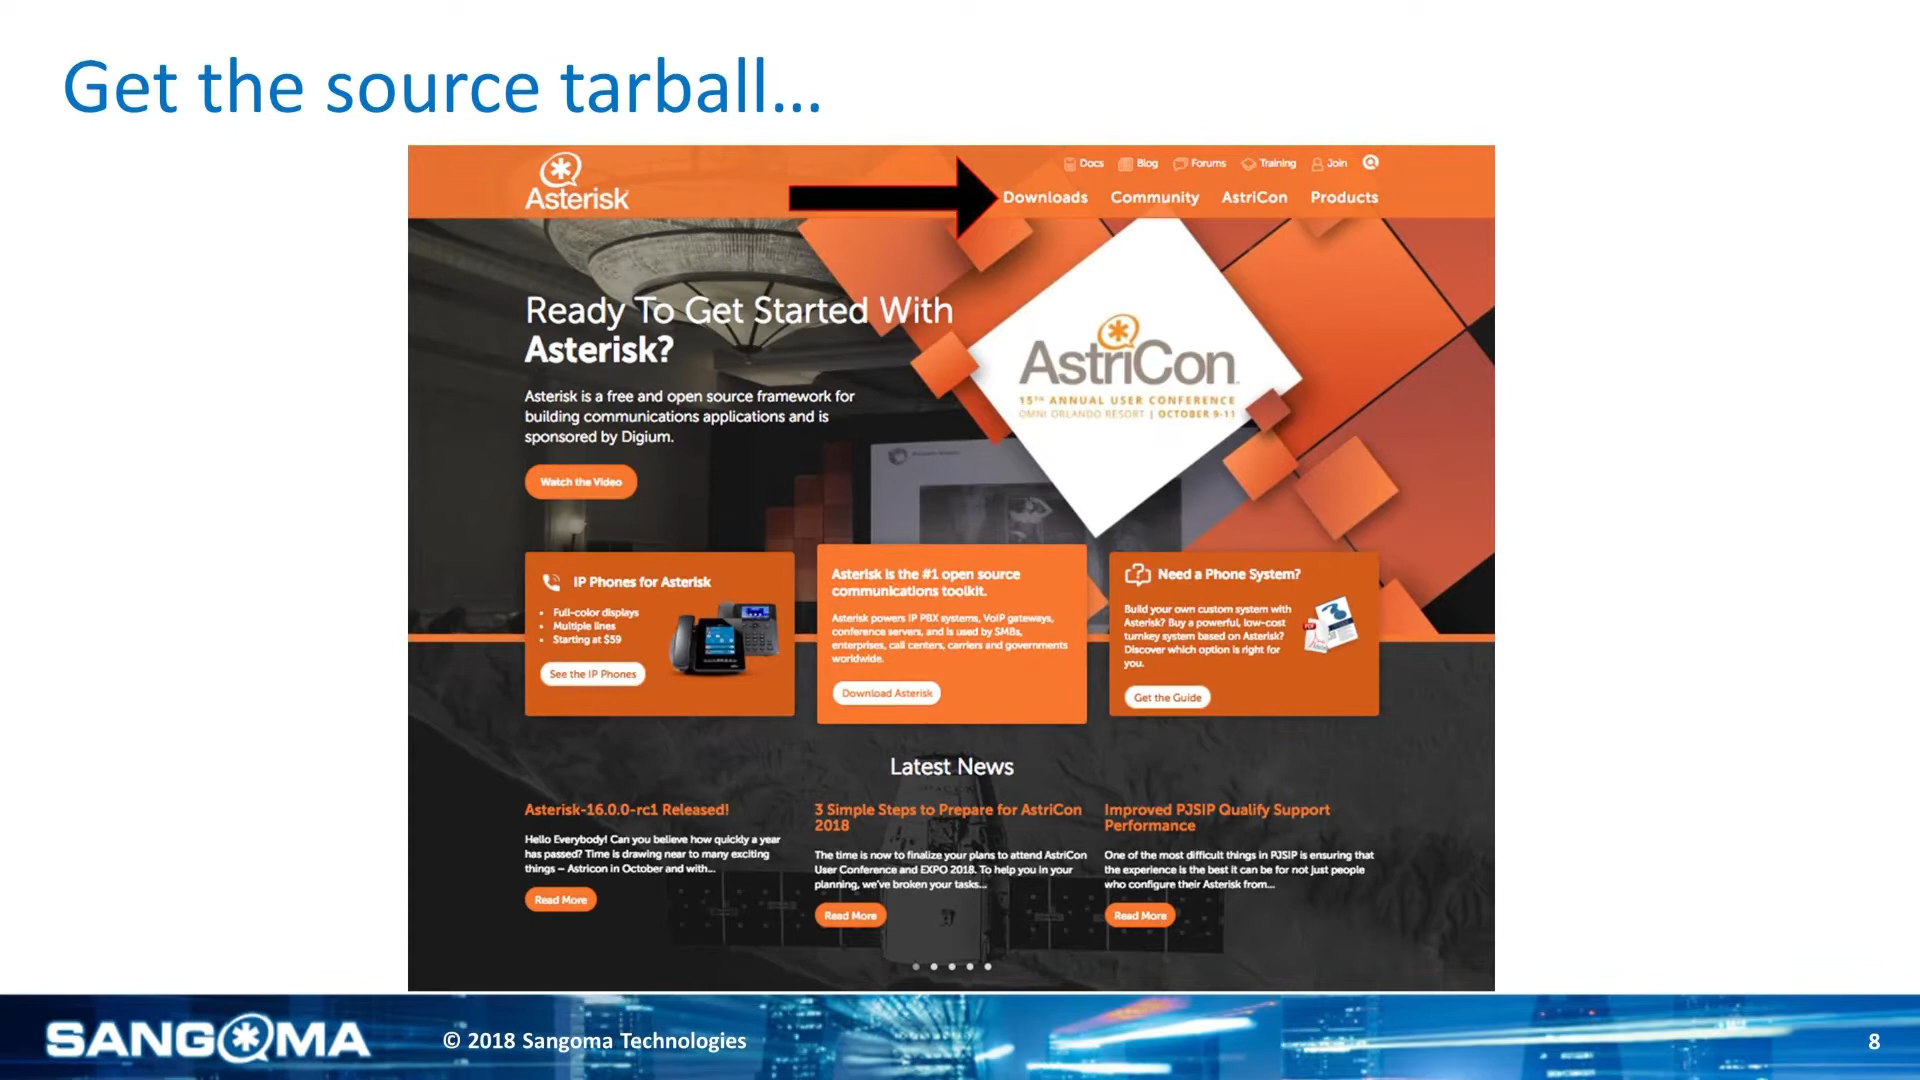 Get the source tarball...
Asterisk
Docs Blog Forums Training Join
Downloads Community AstriCon Products
Ready To Get Started With
Asterisk?
Asterisk is a free and open source framework for
building communications applications and is
sponsored by Digium.
Watch the Video
AstriCon
15TH ANNUAL USER CONFERENCE
OMNI ORLANDO RESORT | OCTOBER 9-11
IP Phones for Asterisk
• Full-color displays
• Multiple lines
• Starting at $59
See the IP Phones
Asterisk is the #1 open source
communications toolkit.
Asterisk powers IP PBX systems, VoIP gateways,
conference servers, and is used by SMBs,
enterprises, call centers, carriers and governments
worldwide.
Download Asterisk
Need a Phone System?
Build your own custom system with
Asterisk? Buy a powerful, low-cost
turnkey system based on Asterisk?
Discover which option is right for
you.
PDF
Get the Guide
Latest News
Asterisk-16.0.0-rc1 Released!
Hello Everybody! Can you believe how quickly a year
has passed? Time is drawing near to many exciting
things – Astricon in October and with...
Read More
3 Simple Steps to Prepare for AstriCon
2018
The time is now to finalize your plans to attend AstriCon
User Conference and EXPO 2018. To help you in your
planning, we've broken your tasks...
Read More
Improved PJSIP Qualify Support
Performance
One of the most difficult things in PJSIP is ensuring that
the experience is the best it can be for not just people
who configure their Asterisk from...
Read More
SANGOMA
© 2018 Sangoma Technologies
8